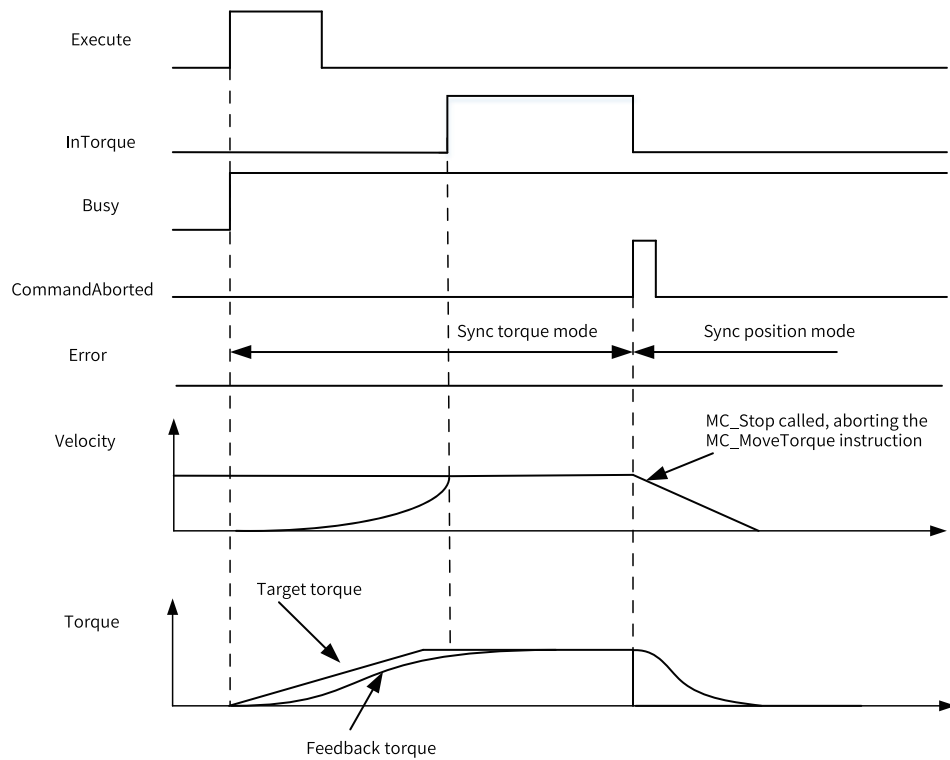 Execute
InTorque
Busy
CommandAborted
Sync torque mode
Sync position mode
Error
MC_Stop called, aborting the
MC_MoveTorque instruction
Velocity
Target torque
Torque
Feedback torque